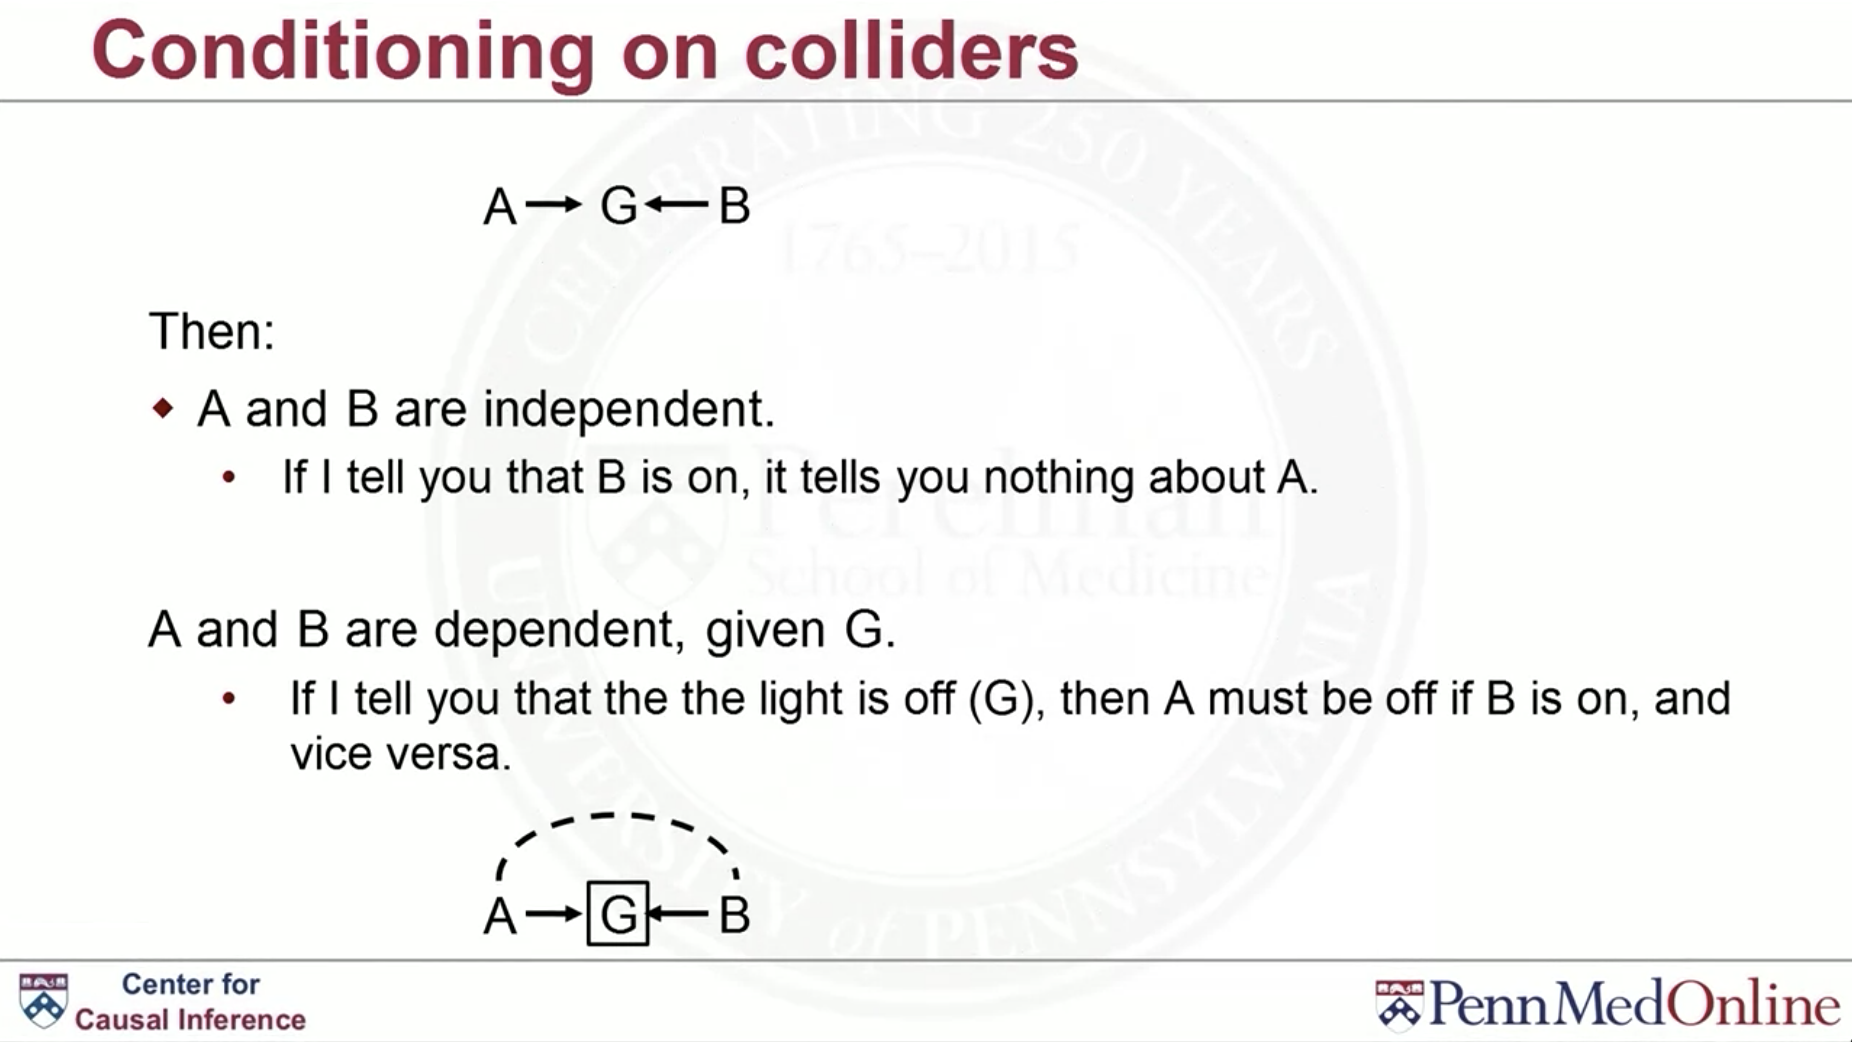 Conditioning on colliders
A → G ← B
Then:
◆ A and B are independent.
• If I tell you that B is on, it tells you nothing about A.
A and B are dependent, given G.
• If I tell you that the the light is off (G), then A must be off if B is on, and
vice versa.
A → G ← B
Center for
Causal Inference
PennMedOnline
CELEBRATING 250 YEARS
1765–2015
Perelman
School of Medicine
UNIVERSITY of PENNSYLVANIA